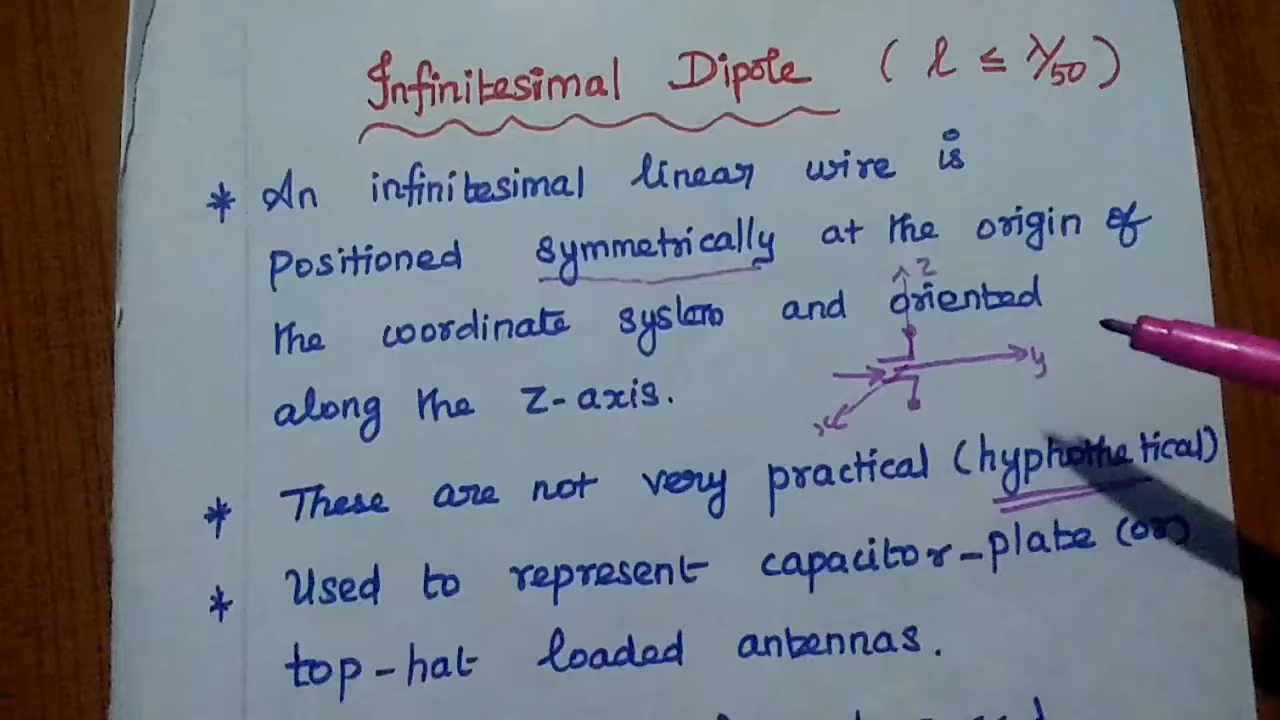 Infinitesimal Dipole ( l ≤ λ/50 )
* An infinitesimal linear wire is
positioned symmetrically at the origin of
the coordinate system and oriented
z
along the z-axis.
y
x
* These are not very practical (hyphothetical)
* Used to represent capacitor-plate (or)
top-hat loaded antennas.